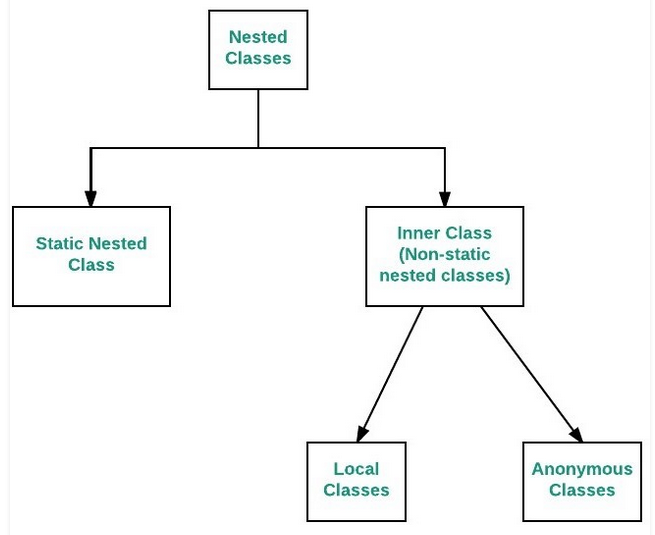 Nested
Classes
Static Nested
Class
Inner Class
(Non-static
nested classes)
Local
Classes
Anonymous
Classes